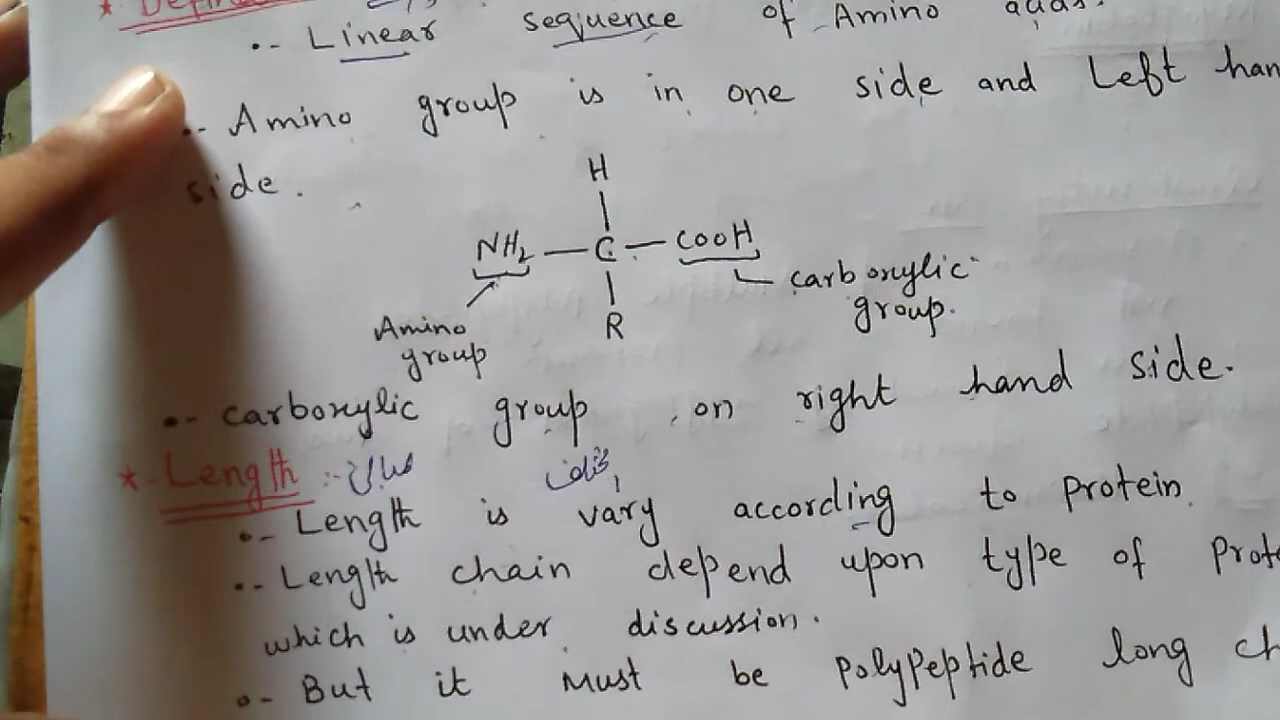 •- Linear sequence of Amino
•- Amino group is in one side and Left
side.
H
NH₂ — C — COOH
carboxylic
group.
R
Amino
group
•- carboxylic group on right hand side.
* Length :-
مختلف
•- Length is vary according to protein.
•- Length chain depend upon type of
which is under discussion.
•- But it Must be polypeptide long